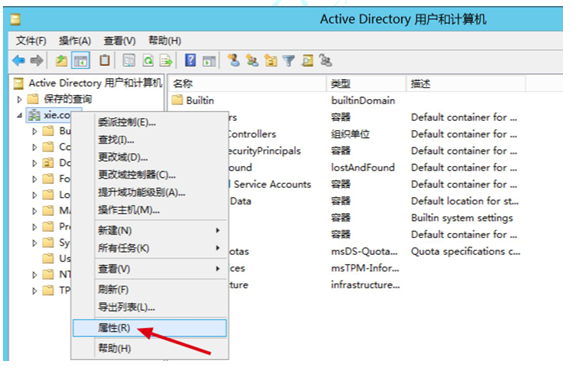 Active Directory 用户和计算机
文件(F) 操作(A) 查看(V) 帮助(H)
Active Directory 用户和计算机
保存的查询
xie.co
Bu
Co
Do
Fo
Lo
Ma
Pr
Sy
Us
NT
TP
委派控制(E)...
查找(I)...
更改域(D)...
更改域控制器(C)...
提升域功能级别(A)...
操作主机(M)...
新建(N)
所有任务(K)
查看(V)
刷新(F)
导出列表(L)...
属性(R)
帮助(H)
名称 类型 描述
Builtin builtinDomain
rs 容器 Default container for ...
Controllers 组织单位 Default container for ...
ecurityPrincipals 容器 Default container for ...
ound lostAndFound Default container for ...
Service Accounts 容器 Default container for ...
Data 容器 Default location for st...
容器 Builtin system settings
容器 Default container for ...
otas msDS-Quota... Quota specifications c...
ces msTPM-Infor...
ture infrastructure...